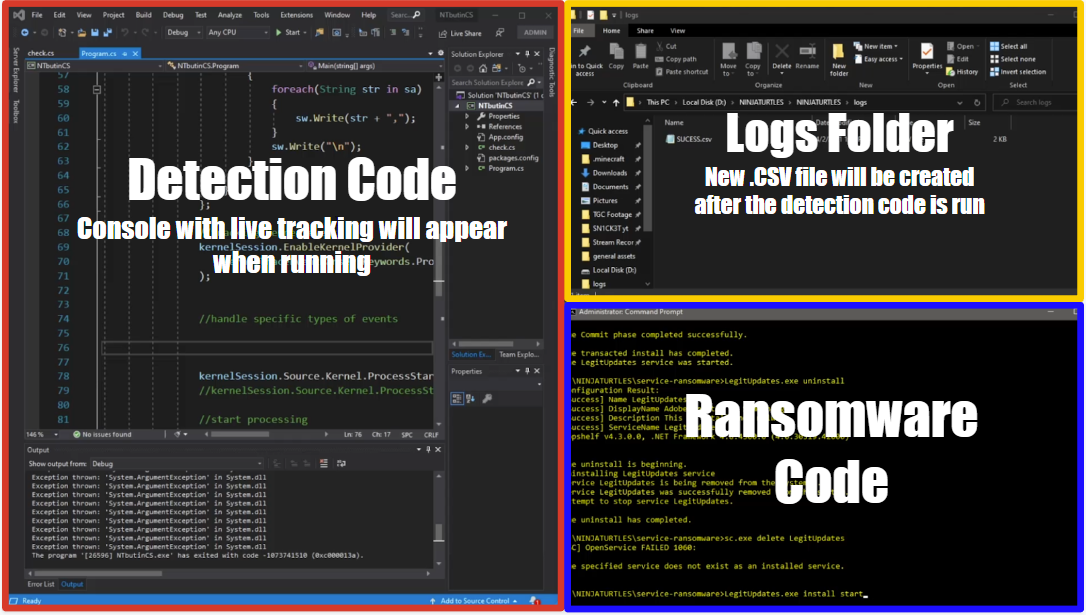 File Edit View Project Build Debug Test Analyze Tools Extensions Window Help Searc... NTbutinCS
Debug Any CPU Start Live Share ADMIN
check.cs Program.cs
NTbutinCS NTbutinCS.Program Main(string[] args)
Server Explorer
Toolbox
57 {
58 foreach(String str in sa)
59 {
60 sw.Write(str + ",");
61 }
62 sw.Write("\n");
63 }
64
65
66 );
67
68
69 kernelSession.EnableKernelProvider(
70 eywords.Pro
71 );
72
73
74 //handle specific types of events
75
76
77
78 kernelSession.Source.Kernel.ProcessStar
79 //kernelSession.Source.Kernel.ProcessSt
80
81 //start processing
Detection Code
Console with live tracking will appear
when running
146 % No issues found Ln: 76 Ch: 17 SPC CRLF
Solution Explorer
Search Solution Explore
Solution 'NTbutinCS' (1 of 1
NTbutinCS
Properties
References
App.config
check.cs
packages.config
Program.cs
Solution Ex... Team Explo...
Properties
Diagnostic Tools
Output
Show output from: Debug
Exception thrown: 'System.ArgumentException' in System.dll
Exception thrown: 'System.ArgumentException' in System.dll
Exception thrown: 'System.ArgumentException' in System.dll
Exception thrown: 'System.ArgumentException' in System.dll
Exception thrown: 'System.ArgumentException' in System.dll
Exception thrown: 'System.ArgumentException' in System.dll
Exception thrown: 'System.ArgumentException' in System.dll
Exception thrown: 'System.ArgumentException' in System.dll
Exception thrown: 'System.ArgumentException' in System.dll
The program '[26596] NTbutinCS.exe' has exited with code -1073741510 (0xc000013a).
Error List Output
Ready Add to Source Control
logs
File Home Share View
n to Quick
access
Copy
Paste
Cut
Copy path
Paste shortcut
Move
to
Copy
to
Delete
Rename
New
folder
New item
Easy access
Properties
Open
Edit
History
Select all
Select none
Invert selection
Clipboard Organize New Open Select
This PC Local Disk (D:) NINJATURTLES NINJATURTLES logs Search logs
Name Size
SUCESS.csv 2 KB
Quick access
Desktop
.minecraft
Downloads
Documents
Pictures
TGC Footage
SN1CK3T yt
Stream Recor
general assets
Local Disk (D:)
logs
Logs Folder
New .CSV file will be created
after the detection code is run
Administrator: Command Prompt
e Commit phase completed successfully.
e transacted install has completed.
e LegitUpdates service was started.
\NINJATURTLES\service-ransomware>LegitUpdates.exe uninstall
nfiguration Result:
uccess] Name LegitUpdates
uccess] DisplayName Adobe
uccess] Description This
uccess] ServiceName LegitUpdates
pshelf v4.3.0.0, .NET Framework
e uninstall is beginning.
installing LegitUpdates service
rvice LegitUpdates is being removed from the system
rvice LegitUpdates was successfully removed
tempt to stop service LegitUpdates.
e uninstall has completed.
\NINJATURTLES\service-ransomware>sc.exe delete LegitUpdates
C] OpenService FAILED 1060:
e specified service does not exist as an installed service.
\NINJATURTLES\service-ransomware>LegitUpdates.exe install start
Ransomware
Code